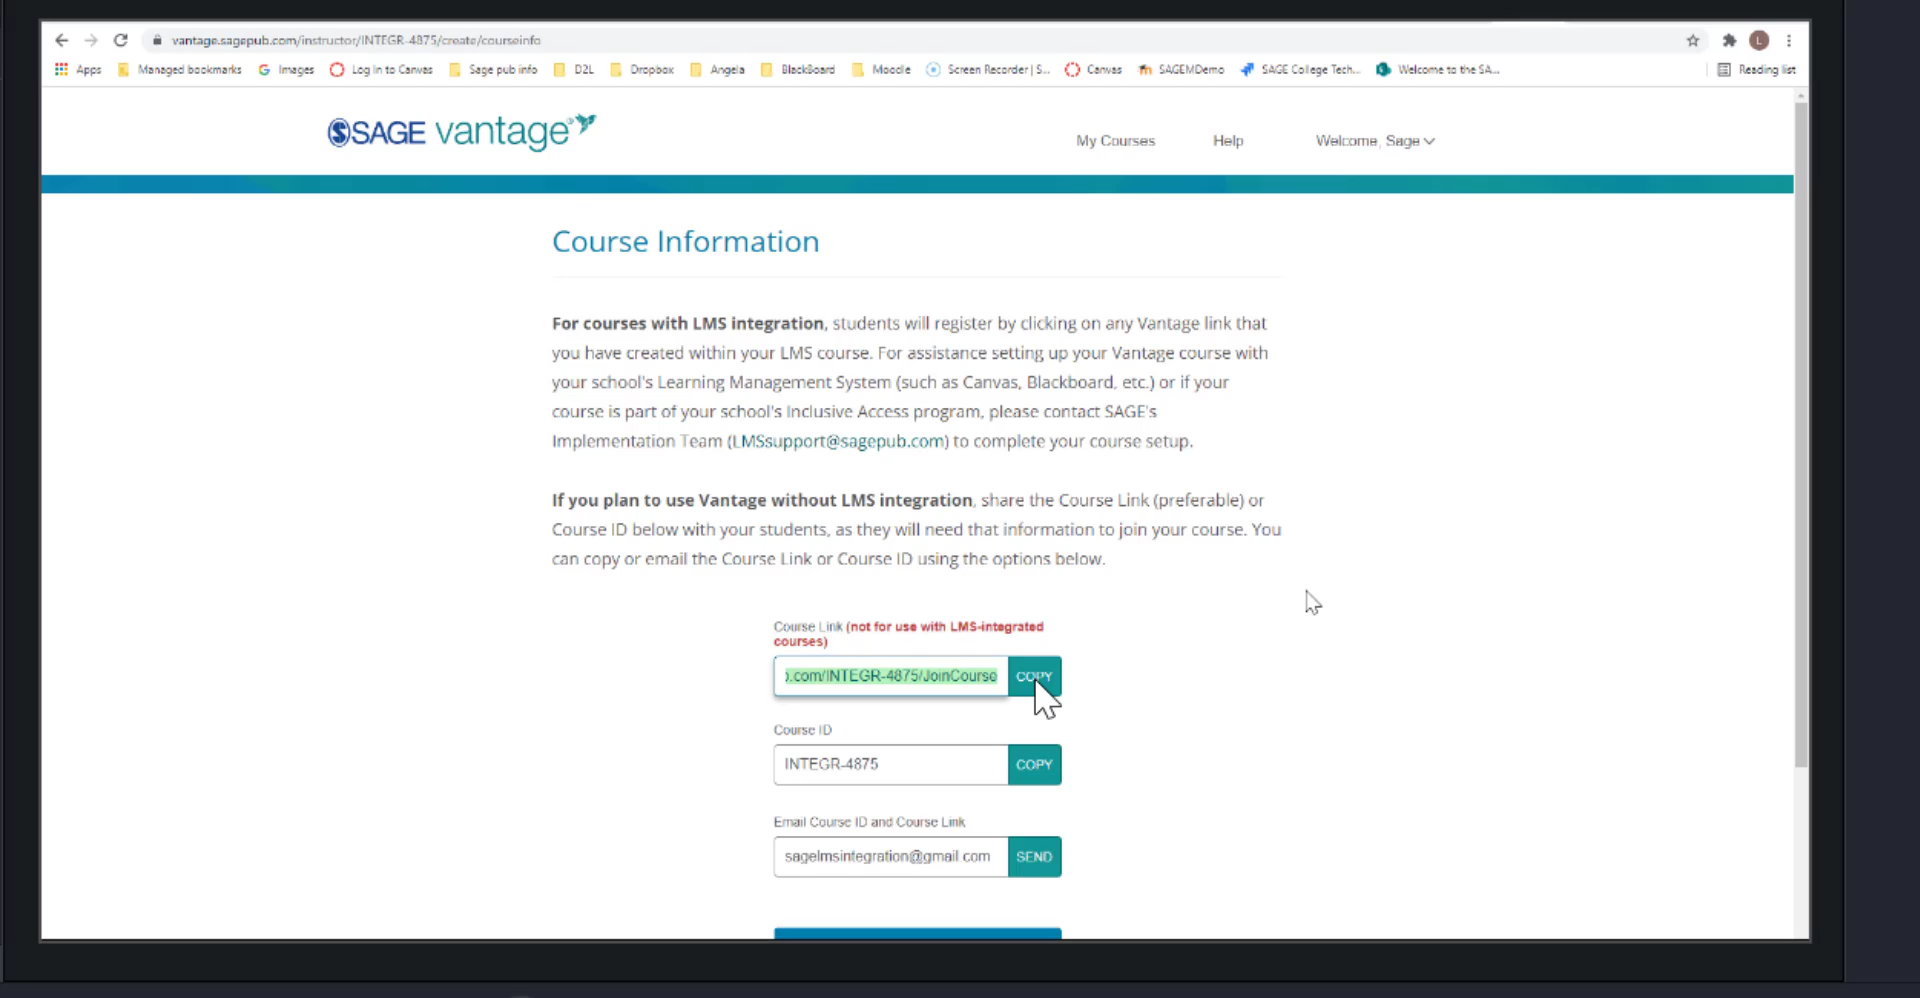 vantage.sagepub.com/instructor/INTEGR-4875/create/courseinfo
L
Apps Managed bookmarks Images Log In to Canvas Sage pub info D2L Dropbox Angela BlackBoard Moodle Screen Recorder | S... Canvas SAGEMDemo SAGE College Tech... Welcome to the SA... Reading list
SAGE vantage®
My Courses Help Welcome, Sage
Course Information
For courses with LMS integration, students will register by clicking on any Vantage link that
you have created within your LMS course. For assistance setting up your Vantage course with
your school's Learning Management System (such as Canvas, Blackboard, etc.) or if your
course is part of your school's Inclusive Access program, please contact SAGE's
Implementation Team (LMSsupport@sagepub.com) to complete your course setup.
If you plan to use Vantage without LMS integration, share the Course Link (preferable) or
Course ID below with your students, as they will need that information to join your course. You
can copy or email the Course Link or Course ID using the options below.
Course Link (not for use with LMS-integrated
courses)
.com/INTEGR-4875/JoinCourse COPY
Course ID
INTEGR-4875 COPY
Email Course ID and Course Link
sagelmsintegration@gmail.com SEND